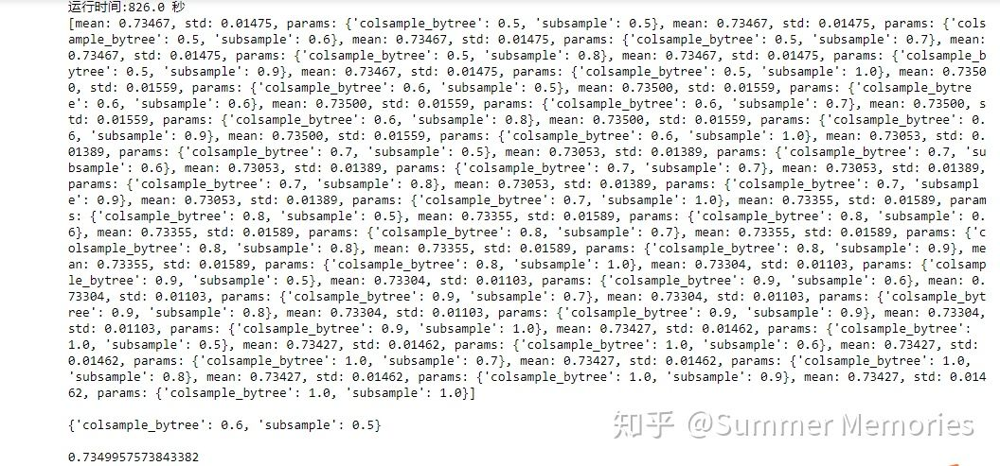 运行时间:826.0 秒
[mean: 0.73467, std: 0.01475, params: {'colsample_bytree': 0.5, 'subsample': 0.5}, mean: 0.73467, std: 0.01475, params: {'cols
ample_bytree': 0.5, 'subsample': 0.6}, mean: 0.73467, std: 0.01475, params: {'colsample_bytree': 0.5, 'subsample': 0.7}, mean:
0.73467, std: 0.01475, params: {'colsample_bytree': 0.5, 'subsample': 0.8}, mean: 0.73467, std: 0.01475, params: {'colsample_b
ytree': 0.5, 'subsample': 0.9}, mean: 0.73467, std: 0.01475, params: {'colsample_bytree': 0.5, 'subsample': 1.0}, mean: 0.7350
0, std: 0.01559, params: {'colsample_bytree': 0.6, 'subsample': 0.5}, mean: 0.73500, std: 0.01559, params: {'colsample_bytre
e': 0.6, 'subsample': 0.6}, mean: 0.73500, std: 0.01559, params: {'colsample_bytree': 0.6, 'subsample': 0.7}, mean: 0.73500, s
td: 0.01559, params: {'colsample_bytree': 0.6, 'subsample': 0.8}, mean: 0.73500, std: 0.01559, params: {'colsample_bytree': 0.
6, 'subsample': 0.9}, mean: 0.73500, std: 0.01559, params: {'colsample_bytree': 0.6, 'subsample': 1.0}, mean: 0.73053, std: 0.
01389, params: {'colsample_bytree': 0.7, 'subsample': 0.5}, mean: 0.73053, std: 0.01389, params: {'colsample_bytree': 0.7, 'su
bsample': 0.6}, mean: 0.73053, std: 0.01389, params: {'colsample_bytree': 0.7, 'subsample': 0.7}, mean: 0.73053, std: 0.01389,
params: {'colsample_bytree': 0.7, 'subsample': 0.8}, mean: 0.73053, std: 0.01389, params: {'colsample_bytree': 0.7, 'subsampl
e': 0.9}, mean: 0.73053, std: 0.01389, params: {'colsample_bytree': 0.7, 'subsample': 1.0}, mean: 0.73355, std: 0.01589, param
s: {'colsample_bytree': 0.8, 'subsample': 0.5}, mean: 0.73355, std: 0.01589, params: {'colsample_bytree': 0.8, 'subsample': 0.
6}, mean: 0.73355, std: 0.01589, params: {'colsample_bytree': 0.8, 'subsample': 0.7}, mean: 0.73355, std: 0.01589, params: {'c
olsample_bytree': 0.8, 'subsample': 0.8}, mean: 0.73355, std: 0.01589, params: {'colsample_bytree': 0.8, 'subsample': 0.9}, me
an: 0.73355, std: 0.01589, params: {'colsample_bytree': 0.8, 'subsample': 1.0}, mean: 0.73304, std: 0.01103, params: {'colsamp
le_bytree': 0.9, 'subsample': 0.5}, mean: 0.73304, std: 0.01103, params: {'colsample_bytree': 0.9, 'subsample': 0.6}, mean: 0.
73304, std: 0.01103, params: {'colsample_bytree': 0.9, 'subsample': 0.7}, mean: 0.73304, std: 0.01103, params: {'colsample_byt
ree': 0.9, 'subsample': 0.8}, mean: 0.73304, std: 0.01103, params: {'colsample_bytree': 0.9, 'subsample': 0.9}, mean: 0.73304,
std: 0.01103, params: {'colsample_bytree': 0.9, 'subsample': 1.0}, mean: 0.73427, std: 0.01462, params: {'colsample_bytree':
1.0, 'subsample': 0.5}, mean: 0.73427, std: 0.01462, params: {'colsample_bytree': 1.0, 'subsample': 0.6}, mean: 0.73427, std:
0.01462, params: {'colsample_bytree': 1.0, 'subsample': 0.7}, mean: 0.73427, std: 0.01462, params: {'colsample_bytree': 1.0,
'subsample': 0.8}, mean: 0.73427, std: 0.01462, params: {'colsample_bytree': 1.0, 'subsample': 0.9}, mean: 0.73427, std: 0.014
62, params: {'colsample_bytree': 1.0, 'subsample': 1.0}]
{'colsample_bytree': 0.6, 'subsample': 0.5}
知乎 @Summer Memories
0.7349957573843382